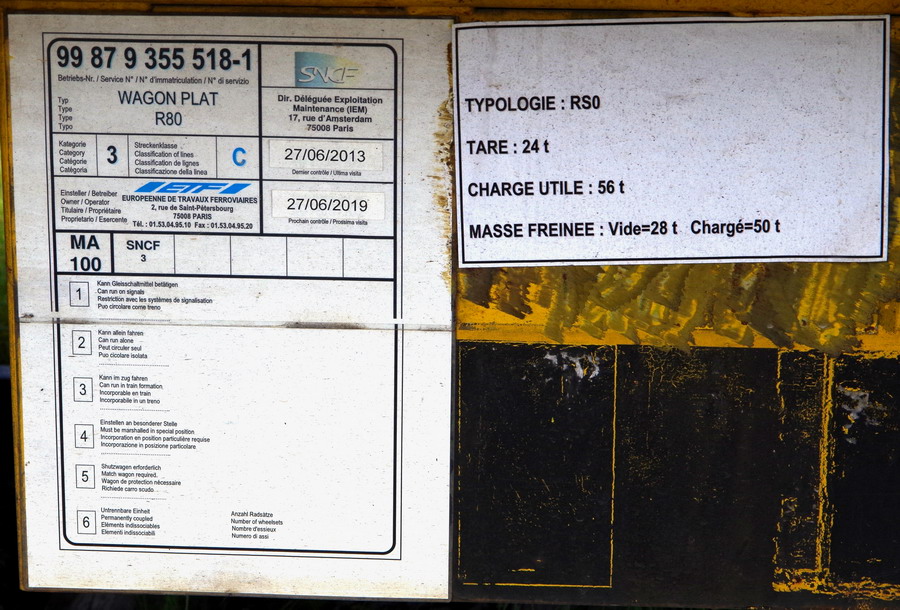 99 87 9 355 518-1
Betriebs-Nr. / Service N° / N° d'immatriculation / N° di servizio
Typ
Type
Type
Typo
WAGON PLAT
R80
SNCF
Dir. Déléguée Exploitation
Maintenance (IEM)
17, rue d'Amsterdam
75008 Paris
Kategorie
Category
Catégorie
Categoria
3
Streckenklasse
Classification of lines
Classification de lignes
Classificazione della linea
C
27/06/2013
Dernier contrôle / Ultima visita
Einsteller / Betreiber
Owner / Operator
Titulaire / Propriétaire
Proprietario / Esercente
ETF
EUROPEENNE DE TRAVAUX FERROVIAIRES
2, rue de Saint-Pétersbourg
75008 PARIS
Tél. : 01.53.04.95.10 Fax : 01.53.04.95.20
27/06/2019
Prochain contrôle / Prossima visita
MA
100
SNCF
3
1
Kann Gleisschaltmittel betätigen
Can run on signals
Restriction avec les systèmes de signalisation
Puo circolare come treno
2
Kann allein fahren
Can run alone
Peut circuler seul
Puo cicolare isolata
3
Kann im zug fahren
Can run in train formation
Incorporable en train
Incorporabile in un treno
4
Einstellen an besonderer Stelle
Must be marshalled in special position
Incorporation en position particulière requise
Incorporazione in posizione particolare
5
Shutzwagen erforderlich
Match wagon required.
Wagon de protection nécessaire
Richiede carro scudo
6
Untrennbare Einheit
Permanently coupled
Eléments indissociables
Elementi indissociabili
Anzahl Radsätze
Number of wheelsets
Nombre d'essieux
Numero di assi
TYPOLOGIE : RS0
TARE : 24 t
CHARGE UTILE : 56 t
MASSE FREINEE : Vide=28 t Chargé=50 t